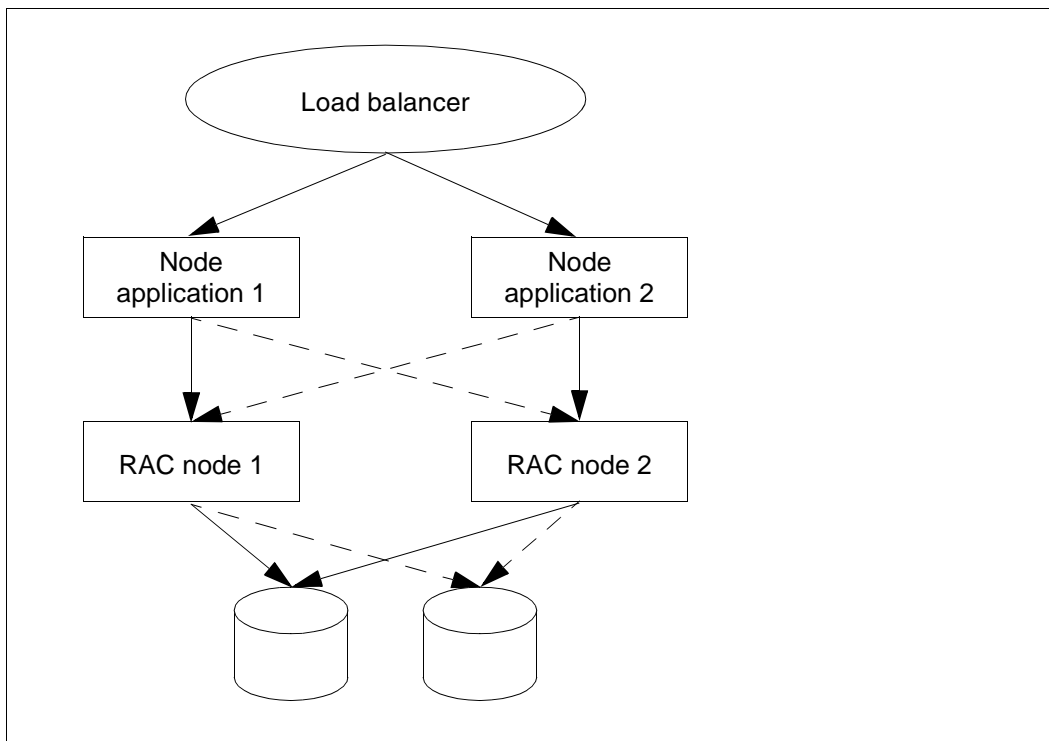 Load balancer
Node
application 1
Node
application 2
RAC node 1
RAC node 2